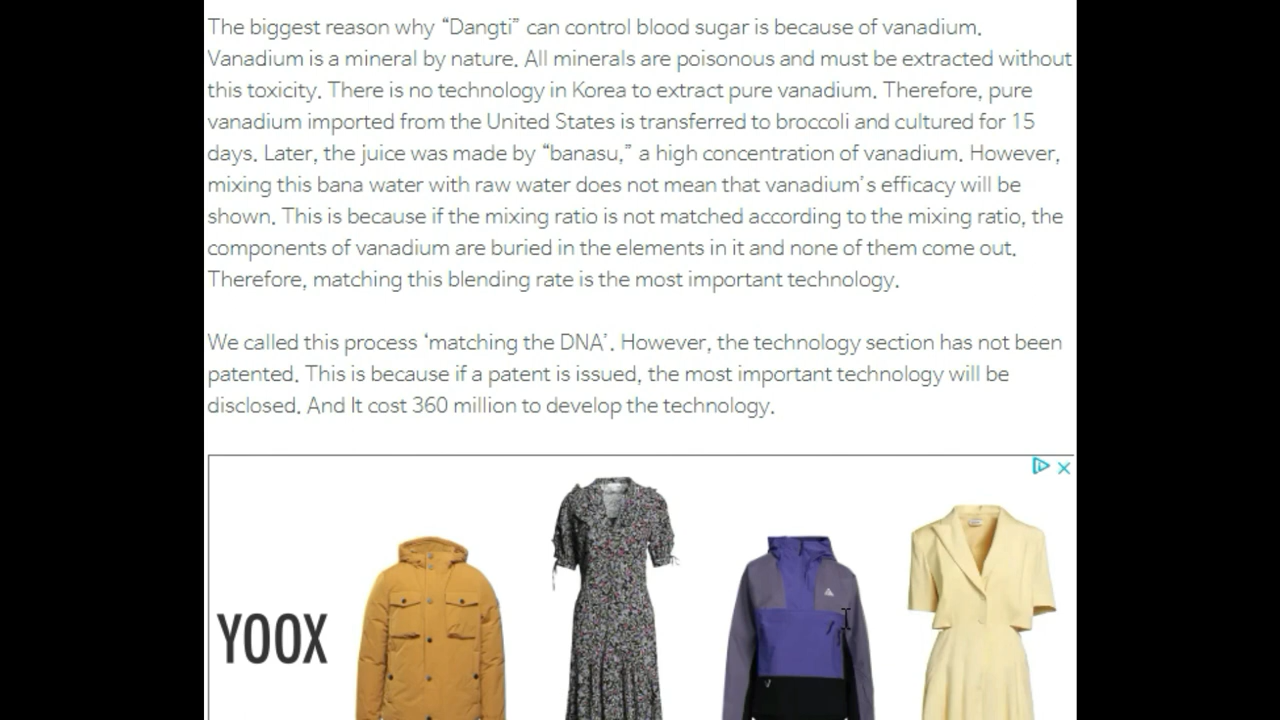 The biggest reason why “Dangti” can control blood sugar is because of vanadium.
Vanadium is a mineral by nature. All minerals are poisonous and must be extracted without
this toxicity. There is no technology in Korea to extract pure vanadium. Therefore, pure
vanadium imported from the United States is transferred to broccoli and cultured for 15
days. Later, the juice was made by “banasu,” a high concentration of vanadium. However,
mixing this bana water with raw water does not mean that vanadium’s efficacy will be
shown. This is because if the mixing ratio is not matched according to the mixing ratio, the
components of vanadium are buried in the elements in it and none of them come out.
Therefore, matching this blending rate is the most important technology.
We called this process ‘matching the DNA’. However, the technology section has not been
patented. This is because if a patent is issued, the most important technology will be
disclosed. And It cost 360 million to develop the technology.
YOOX